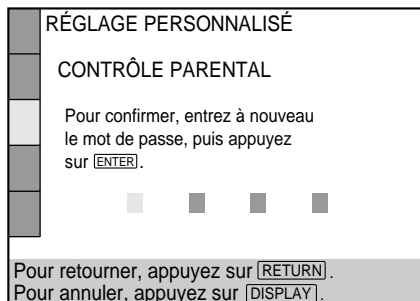 RÉGLAGE PERSONNALISÉ
CONTRÔLE PARENTAL
Pour confirmer, entrez à nouveau
le mot de passe, puis appuyez
sur ENTER.
Pour retourner, appuyez sur RETURN.
Pour annuler, appuyez sur DISPLAY.